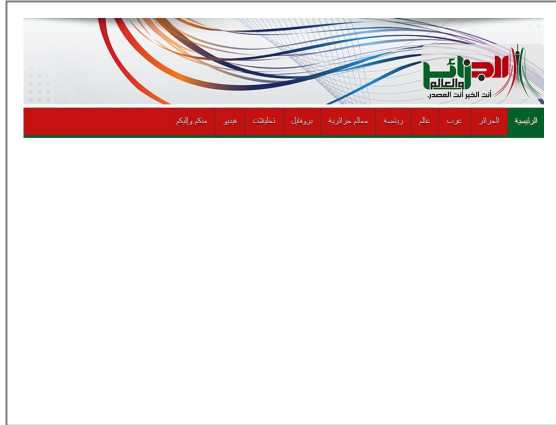 الجزائر
والعالم
أنت الخبر أنت المصدر.
الرئيسية الجزائر عرب عالم رياضة معالم جزائرية بروفايل تحقيقات فيديو منكم وإليكم